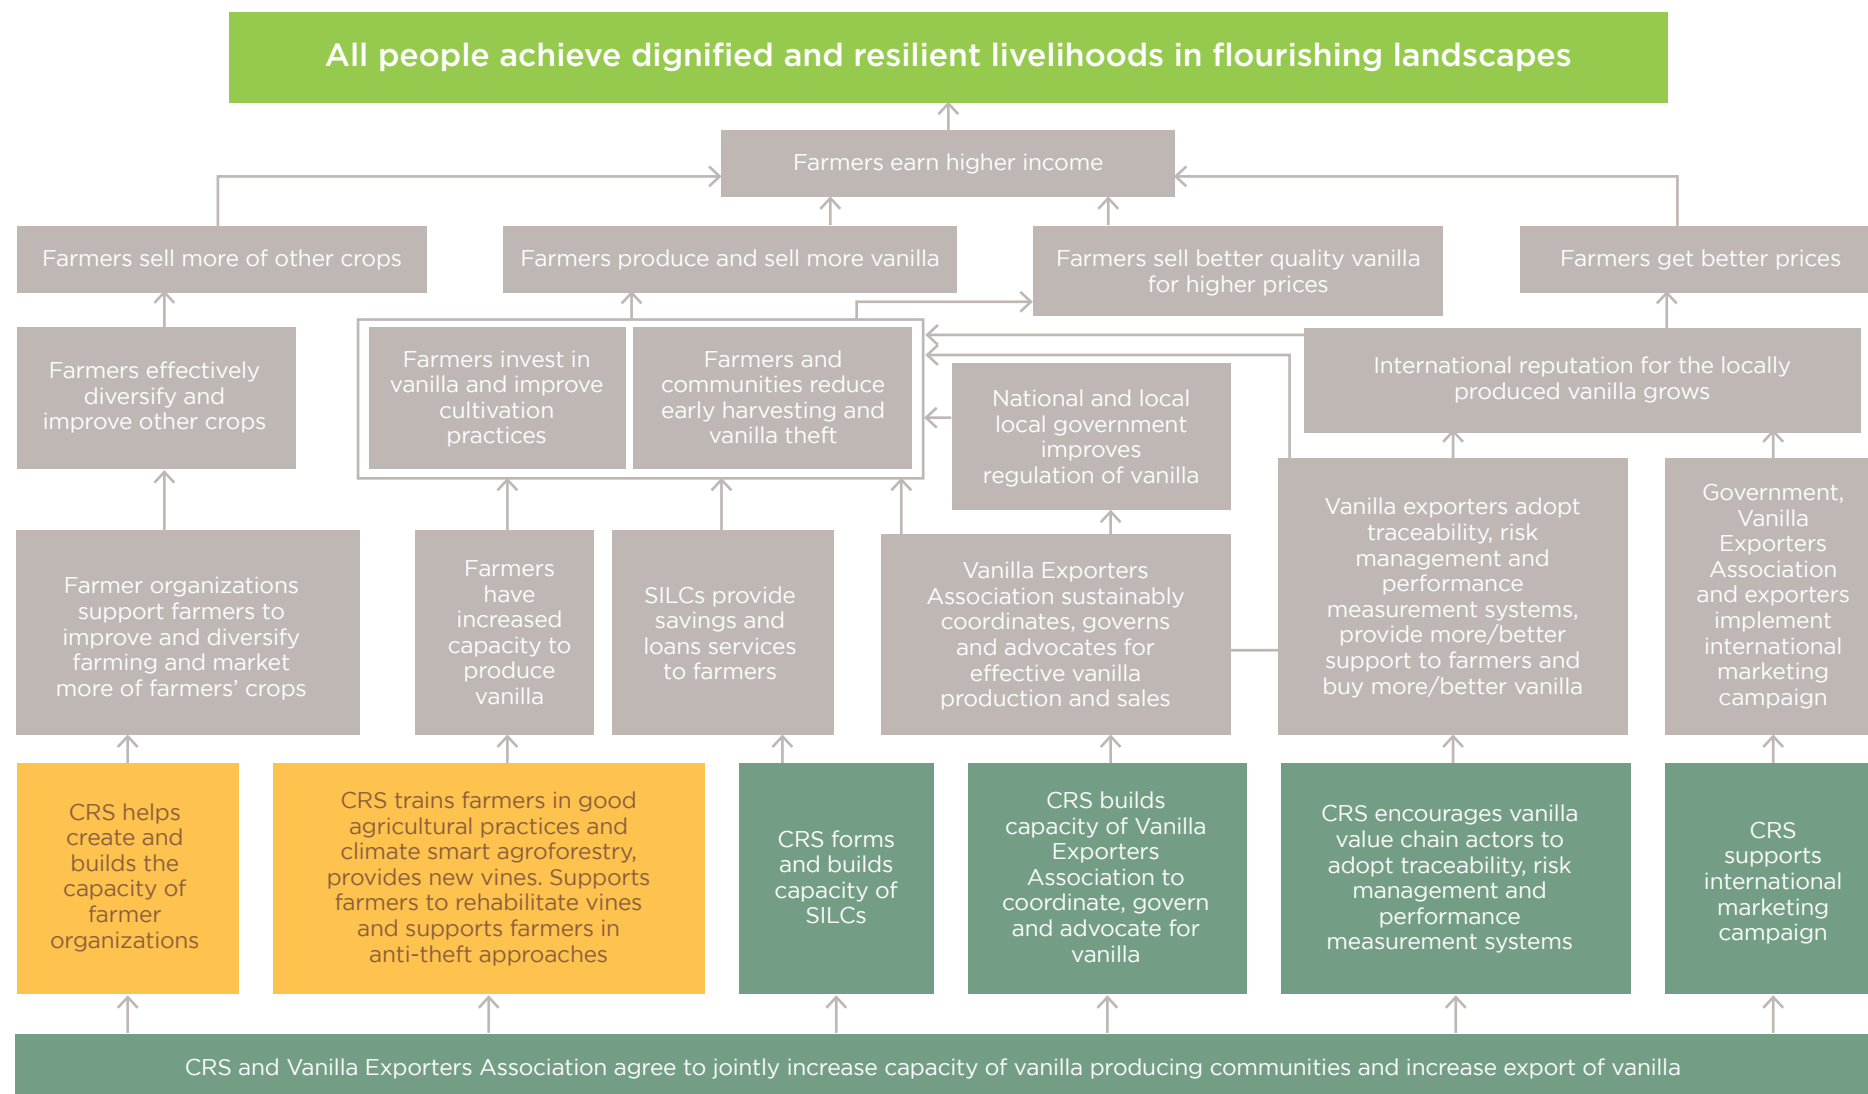 All people achieve dignified and resilient livelihoods in flourishing landscapes
Farmers earn higher income
Farmers sell more of other crops
Farmers produce and sell more vanilla
Farmers sell better quality vanilla
for higher prices
Farmers get better prices
Farmers effectively
diversify and
improve other crops
Farmers invest in
vanilla and improve
cultivation
practices
Farmers and
communities reduce
early harvesting and
vanilla theft
National and local
local government
improves
regulation of vanilla
International reputation for the locally
produced vanilla grows
Farmer organizations
support farmers to
improve and diversify
farming and market
more of farmers’ crops
Farmers
have
increased
capacity to
produce
vanilla
SILCs provide
savings and
loans services
to farmers
Vanilla Exporters
Association sustainably
coordinates, governs
and advocates for
effective vanilla
production and sales
Vanilla exporters adopt
traceability, risk
management and
performance
measurement systems,
provide more/better
support to farmers and
buy more/better vanilla
Government,
Vanilla
Exporters
Association
and exporters
implement
international
marketing
campaign
CRS helps
create and
builds the
capacity of
farmer
organizations
CRS trains farmers in good
agricultural practices and
climate smart agroforestry,
provides new vines. Supports
farmers to rehabilitate vines
and supports farmers in
anti-theft approaches
CRS forms
and builds
capacity of
SILCs
CRS builds
capacity of Vanilla
Exporters
Association to
coordinate, govern
and advocate for
vanilla
CRS encourages vanilla
value chain actors to
adopt traceability, risk
management and
performance
measurement systems
CRS
supports
international
marketing
campaign
CRS and Vanilla Exporters Association agree to jointly increase capacity of vanilla producing communities and increase export of vanilla